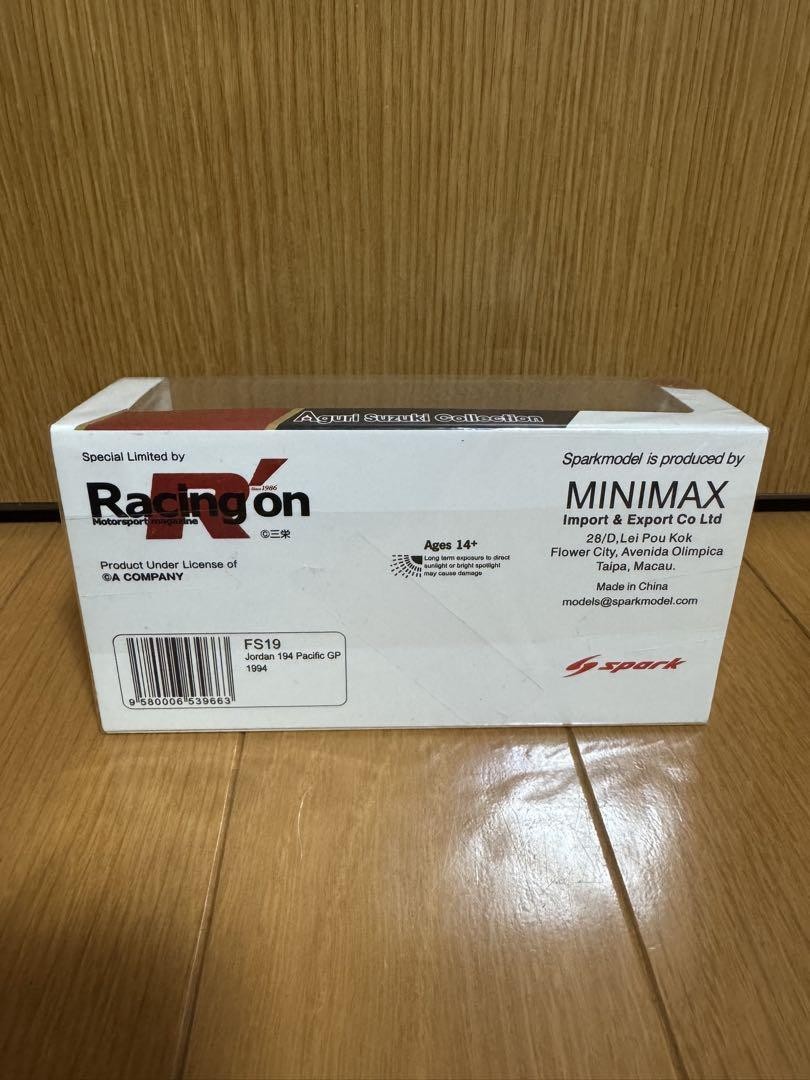 Aguri Suzuki Collection
Special Limited by
Racing'on
Since 1986
Motorsport magazine
©三栄
Product Under License of
©A COMPANY
FS19
Jordan 194 Pacific GP
1994
9 580006 539663
Ages 14+
Long term exposure to direct
sunlight or bright spotlight
may cause damage
Sparkmodel is produced by
MINIMAX
Import & Export Co Ltd
28/D,Lei Pou Kok
Flower City, Avenida Olimpica
Taipa, Macau.
Made in China
models@sparkmodel.com
spark